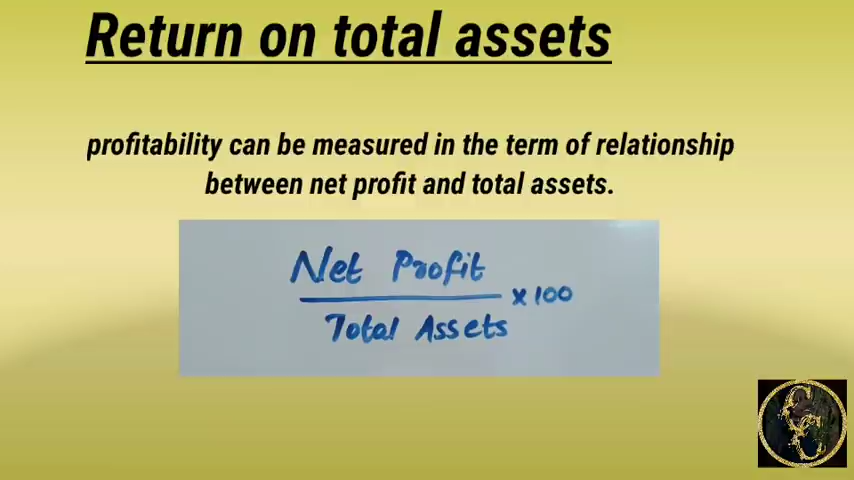 Return on total assets
profitability can be measured in the term of relationship
between net profit and total assets.
Net Profit
x 100
Total Assets